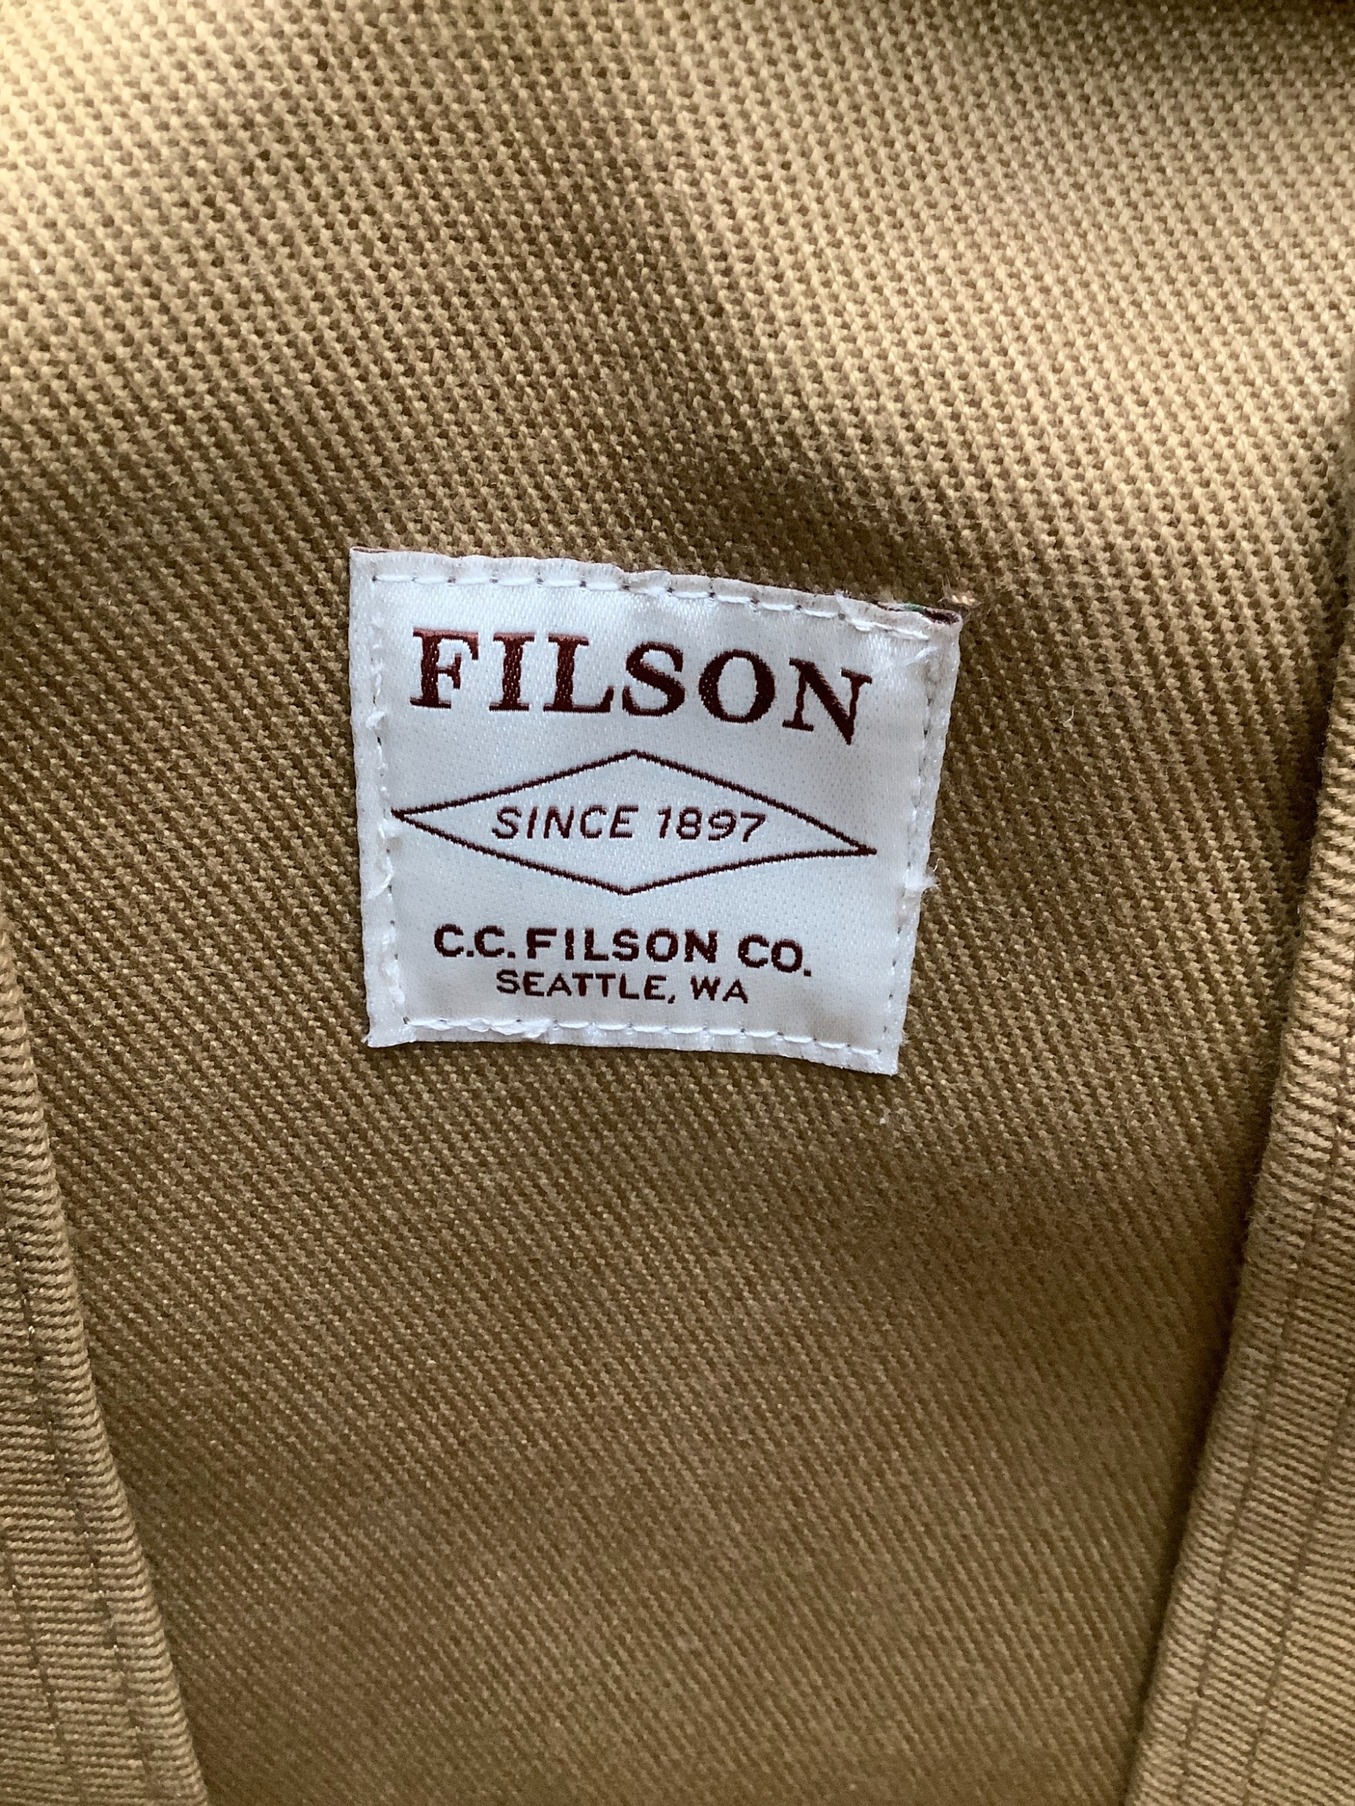 FILSON
SINCE 1897
C.C. FILSON CO.
SEATTLE, WA